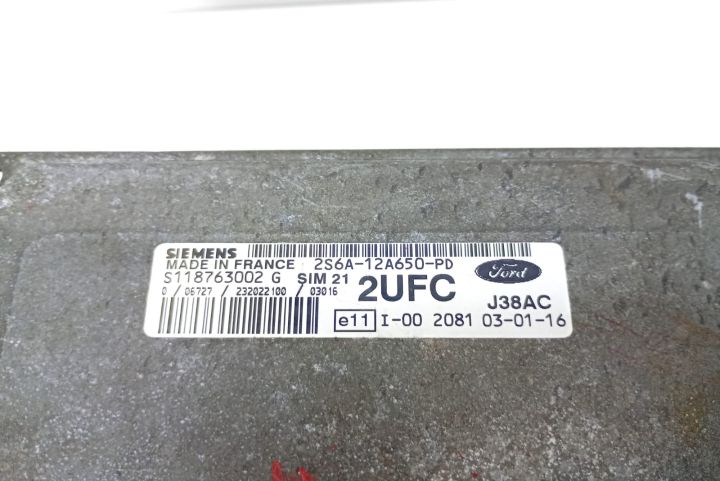 SIEMENS
MADE IN FRANCE 2S6A-12A650-PD
S118763002 G SIM 21 2UFC
0 / 06727 / 232022100 / 03016
Ford
J38AC
e11 I-00 2081 03-01-16